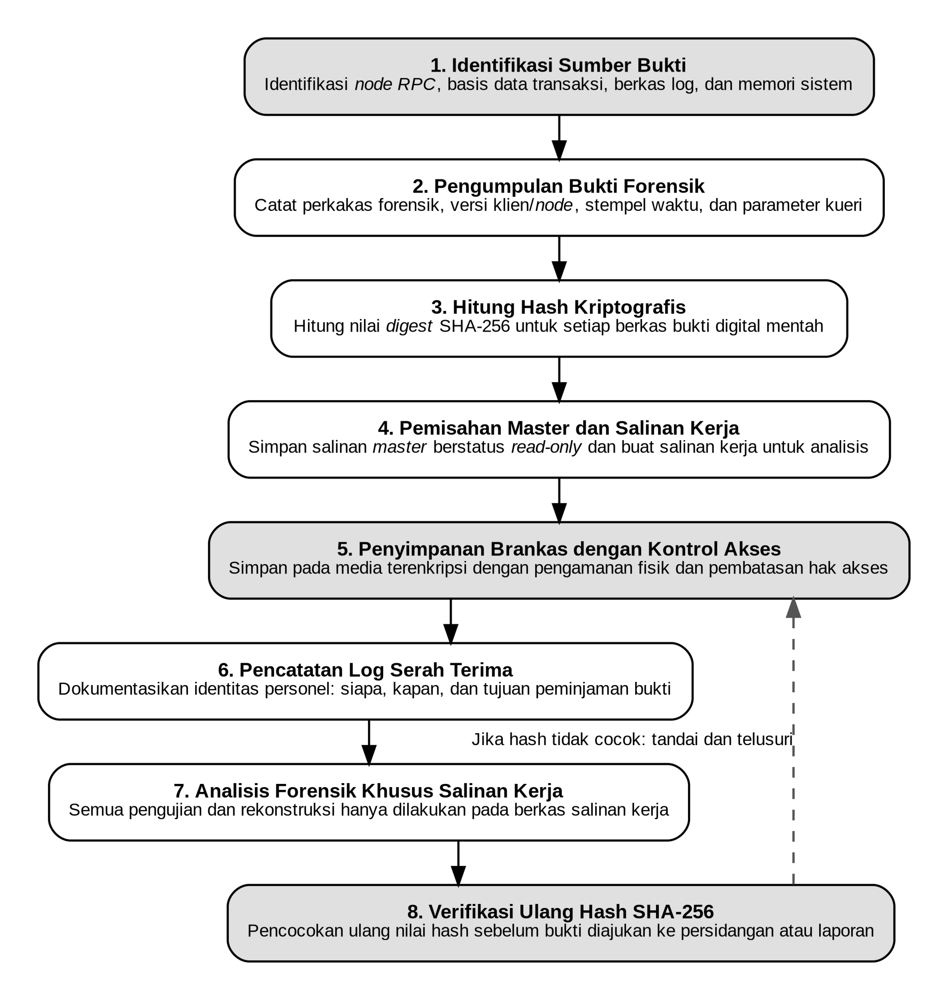 1. Identifikasi Sumber Bukti
Identifikasi node RPC, basis data transaksi, berkas log, dan memori sistem
2. Pengumpulan Bukti Forensik
Catat perkakas forensik, versi klien/node, stempel waktu, dan parameter kueri
3. Hitung Hash Kriptografis
Hitung nilai digest SHA-256 untuk setiap berkas bukti digital mentah
4. Pemisahan Master dan Salinan Kerja
Simpan salinan master berstatus read-only dan buat salinan kerja untuk analisis
5. Penyimpanan Brankas dengan Kontrol Akses
Simpan pada media terenkripsi dengan pengamanan fisik dan pembatasan hak akses
6. Pencatatan Log Serah Terima
Dokumentasikan identitas personel: siapa, kapan, dan tujuan peminjaman bukti
Jika hash tidak cocok: tandai dan telusuri
7. Analisis Forensik Khusus Salinan Kerja
Semua pengujian dan rekonstruksi hanya dilakukan pada berkas salinan kerja
8. Verifikasi Ulang Hash SHA-256
Pencocokan ulang nilai hash sebelum bukti diajukan ke persidangan atau laporan